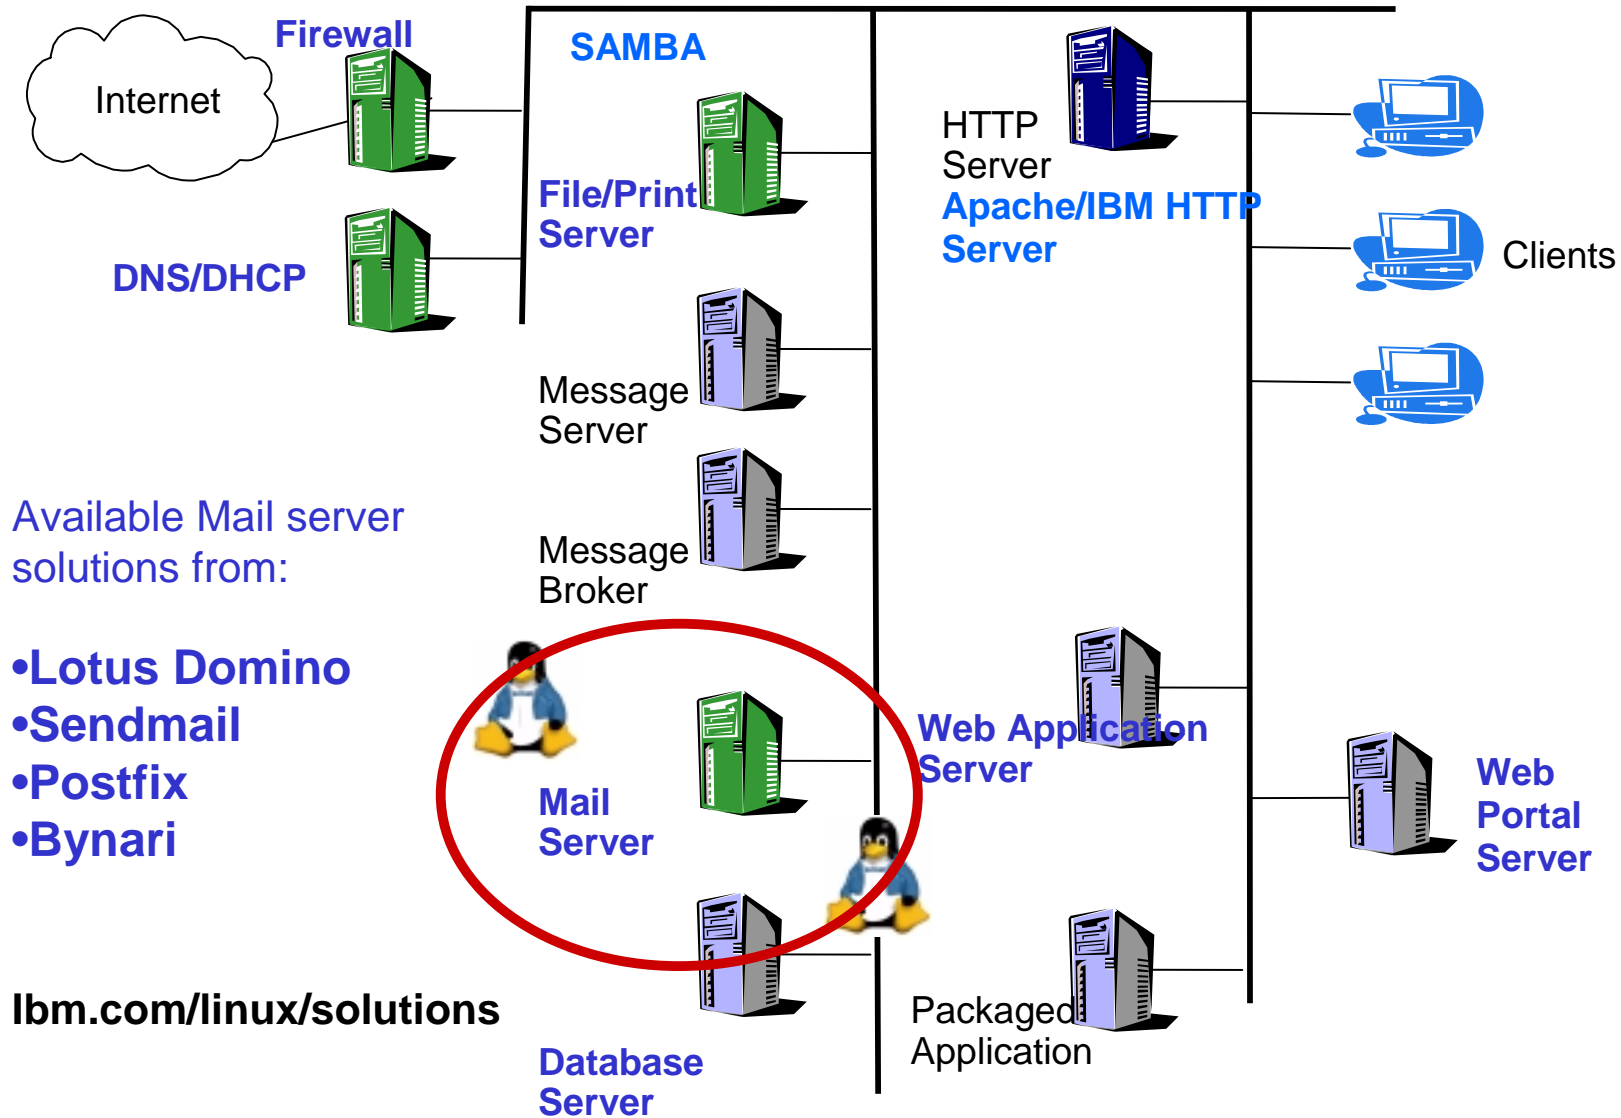 Internet
Firewall
DNS/DHCP
SAMBA
File/Print
Server
Message
Server
Message
Broker
HTTP
Server
Apache/IBM HTTP
Server
Clients
Available Mail server
solutions from:
•Lotus Domino
•Sendmail
•Postfix
•Bynari
Mail
Server
Web Application
Server
Web
Portal
Server
Ibm.com/linux/solutions
Database
Server
Packaged
Application